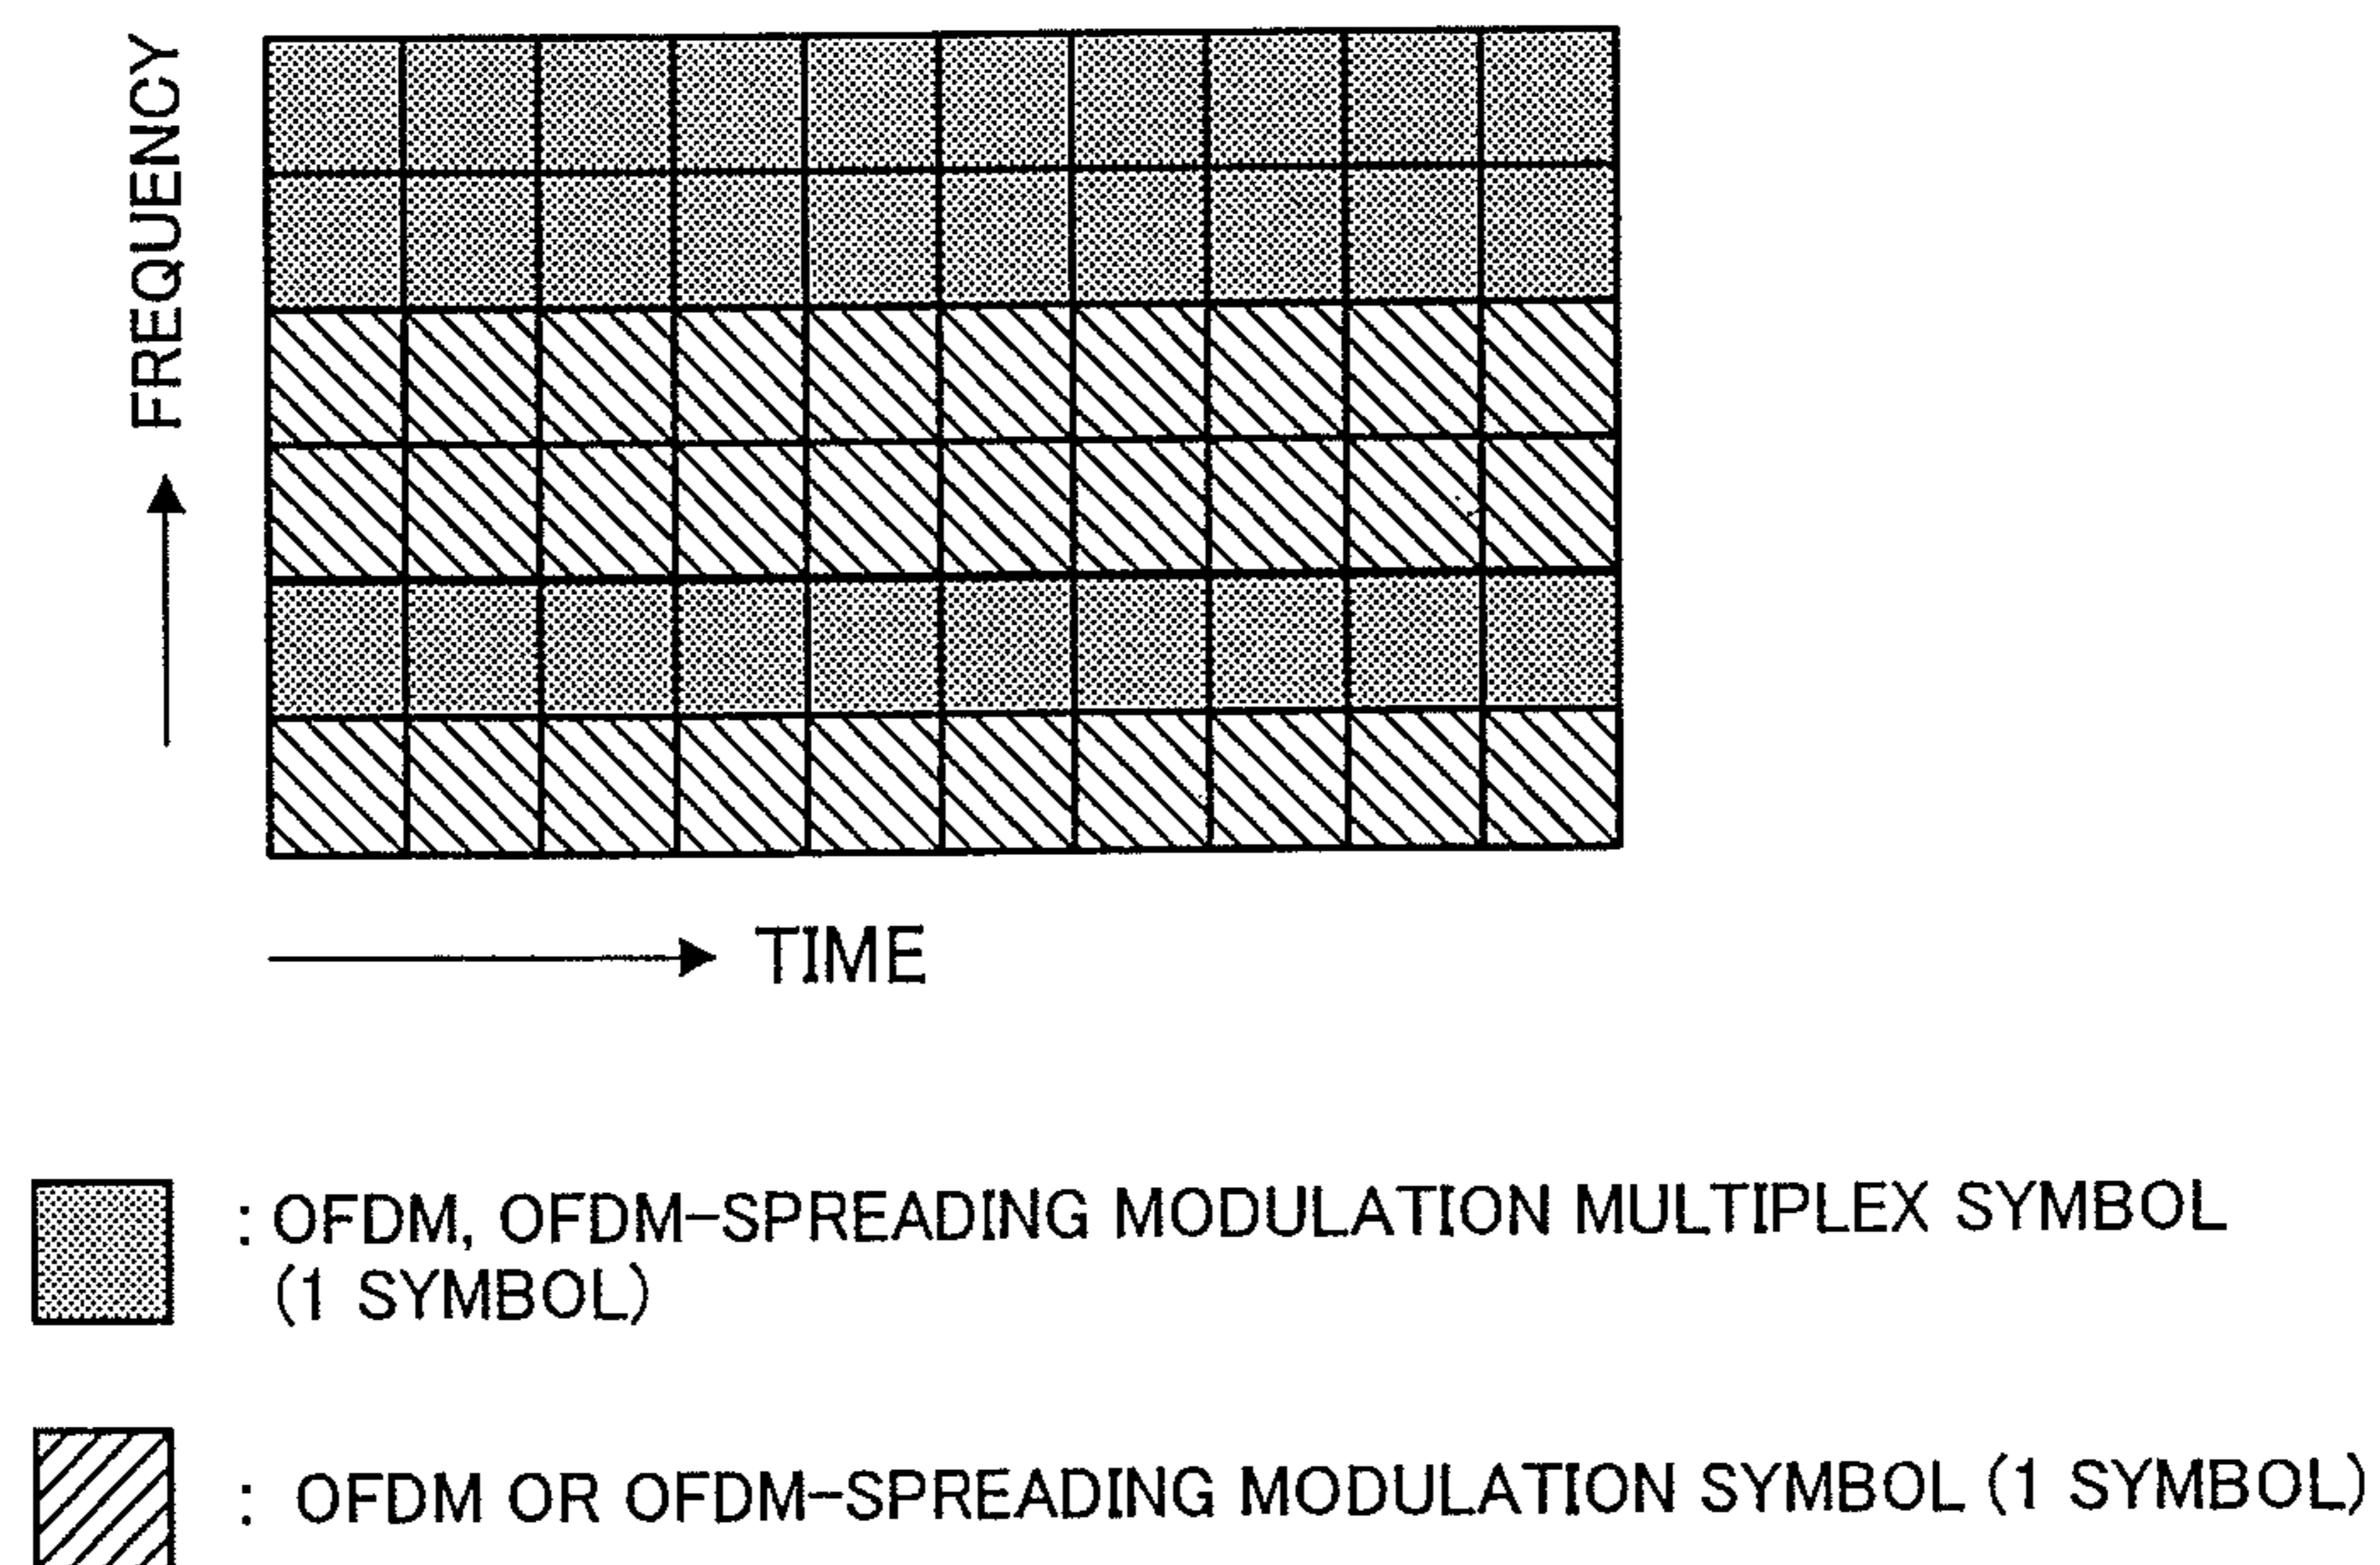 FREQUENCY
TIME
: OFDM, OFDM-SPREADING MODULATION MULTIPLEX SYMBOL
(1 SYMBOL)
: OFDM OR OFDM-SPREADING MODULATION SYMBOL (1 SYMBOL)